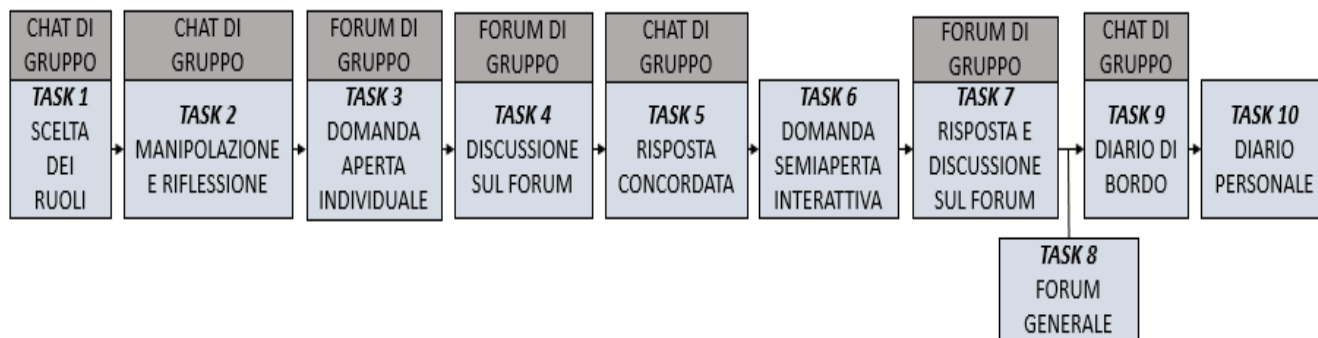 CHAT DI
GRUPPO
TASK 1
SCELTA
DEI
RUOLI
CHAT DI
GRUPPO
TASK 2
MANIPOLAZIONE
E RIFLESSIONE
FORUM DI
GRUPPO
TASK 3
DOMANDA
APERTA
INDIVIDUALE
FORUM DI
GRUPPO
TASK 4
DISCUSSIONE
SUL FORUM
CHAT DI
GRUPPO
TASK 5
RISPOSTA
CONCORDATA
TASK 6
DOMANDA
SEMIAPERTA
INTERATTIVA
FORUM DI
GRUPPO
TASK 7
RISPOSTA E
DISCUSSIONE
SUL FORUM
TASK 8
FORUM
GENERALE
CHAT DI
GRUPPO
TASK 9
DIARIO DI
BORDO
TASK 10
DIARIO
PERSONALE